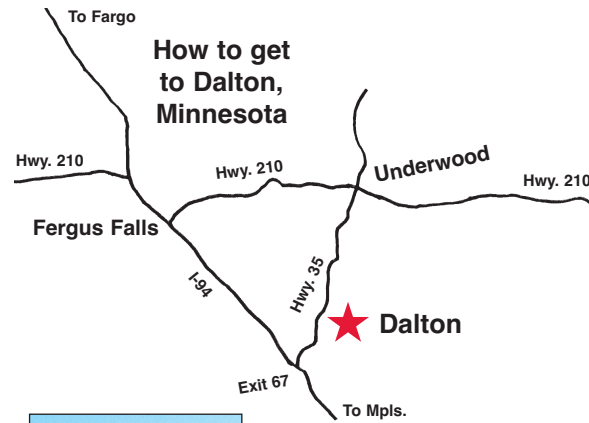 To Fargo
How to get
to Dalton,
Minnesota
Hwy. 210
Hwy. 210
Underwood
Hwy. 210
Fergus Falls
I-94
Hwy. 35
Dalton
Exit 67
To Mpls.